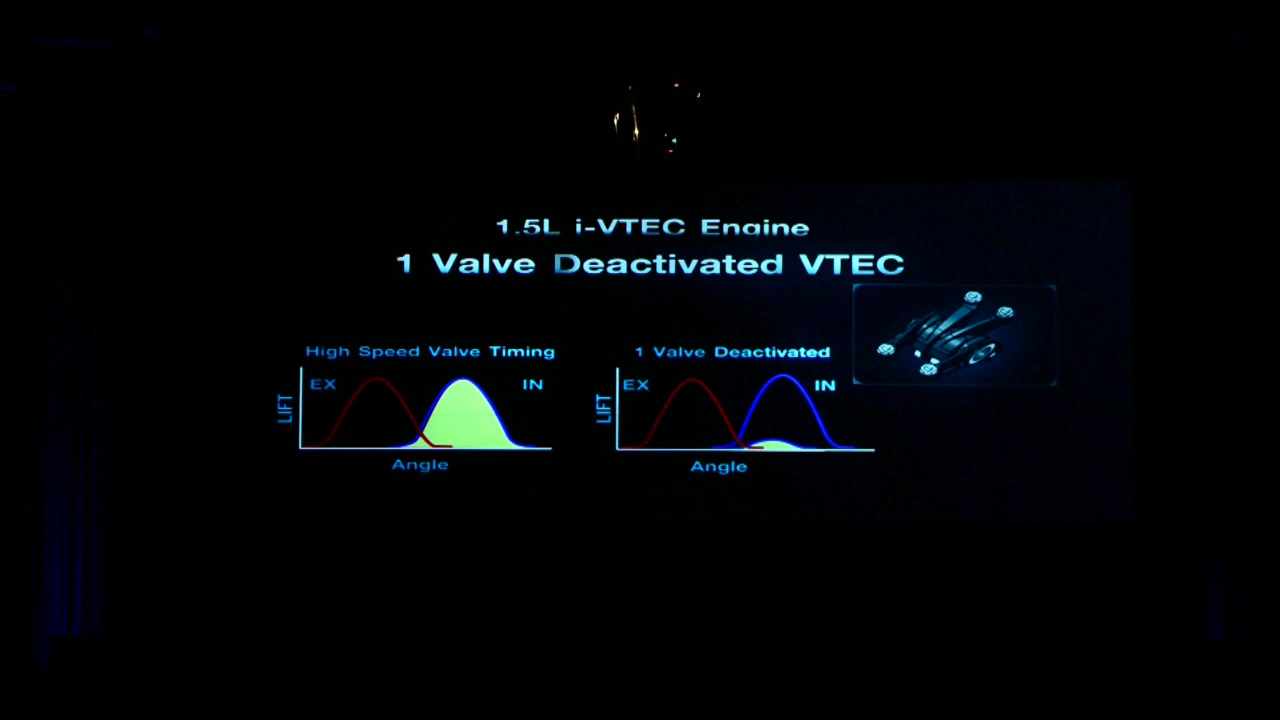 1.5L i-VTEC Engine
1 Valve Deactivated VTEC
High Speed Valve Timing
EX
IN
LIFT
Angle
1 Valve Deactivated
EX
IN
LIFT
Angle